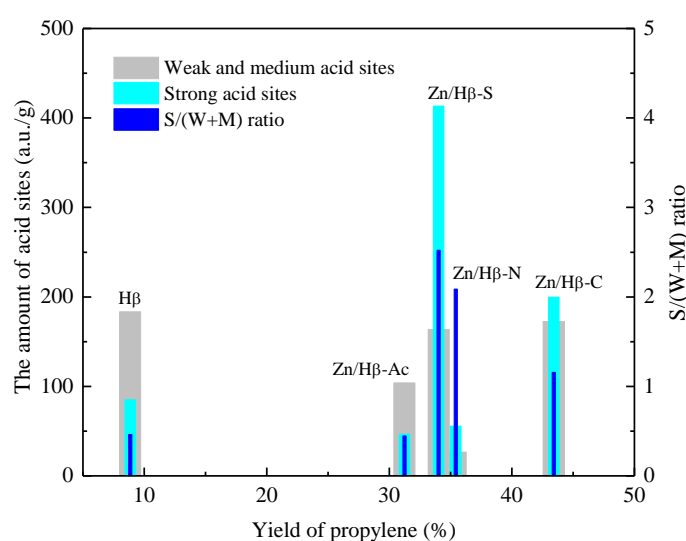 The amount of acid sites (a.u./g)
500
400
300
200
100
0
Weak and medium acid sites
Strong acid sites
S/(W+M) ratio
Hβ
Zn/Hβ-Ac
Zn/Hβ-S
Zn/Hβ-N
Zn/Hβ-C
5
4
3
2
1
0
S/(W+M) ratio
10
20
30
40
50
Yield of propylene (%)